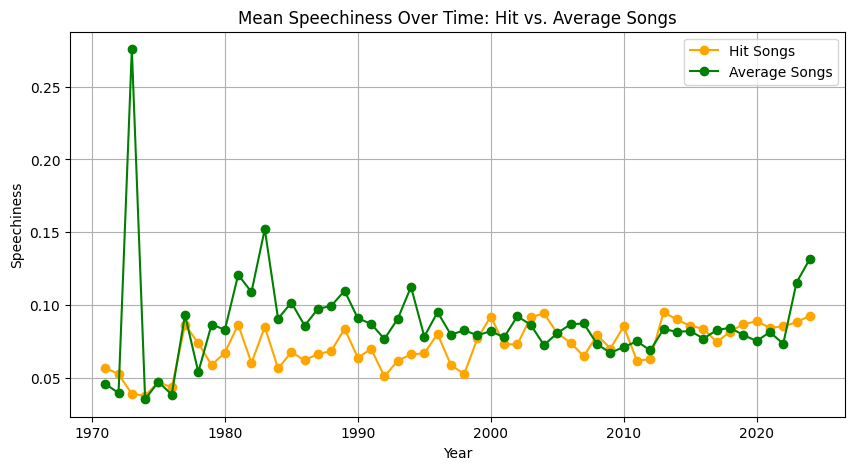 Mean Speechiness Over Time: Hit vs. Average Songs
Hit Songs
Average Songs
Speechiness
0.25
0.20
0.15
0.10
0.05
1970
1980
1990
2000
2010
2020
Year